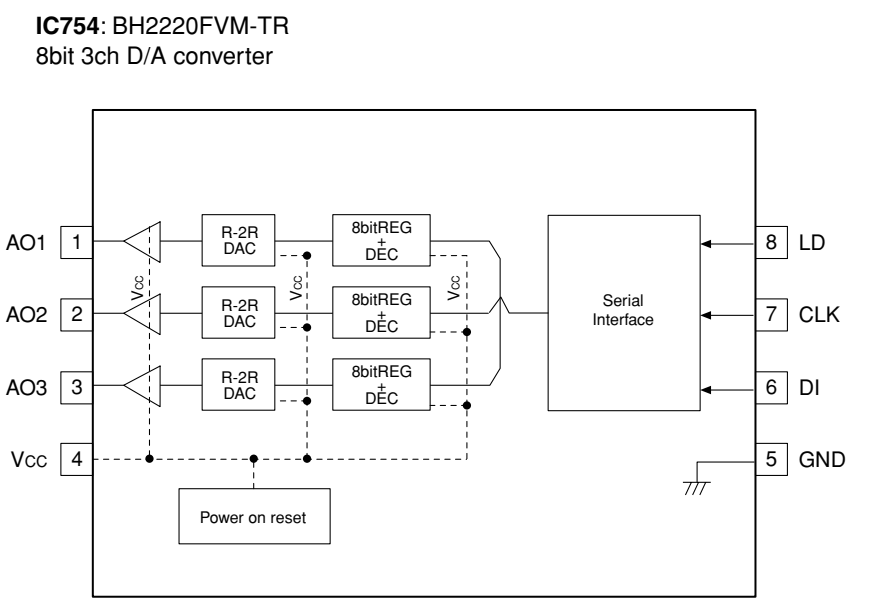 IC754: BH2220FVM-TR
8bit 3ch D/A converter
AO1 1
R-2R
DAC
8bitREG
+
DEC
8 LD
Vcc
Vcc
Vcc
AO2 2
R-2R
DAC
8bitREG
+
DEC
Serial
Interface
7 CLK
AO3 3
R-2R
DAC
8bitREG
+
DEC
6 DI
Vcc 4
5 GND
Power on reset